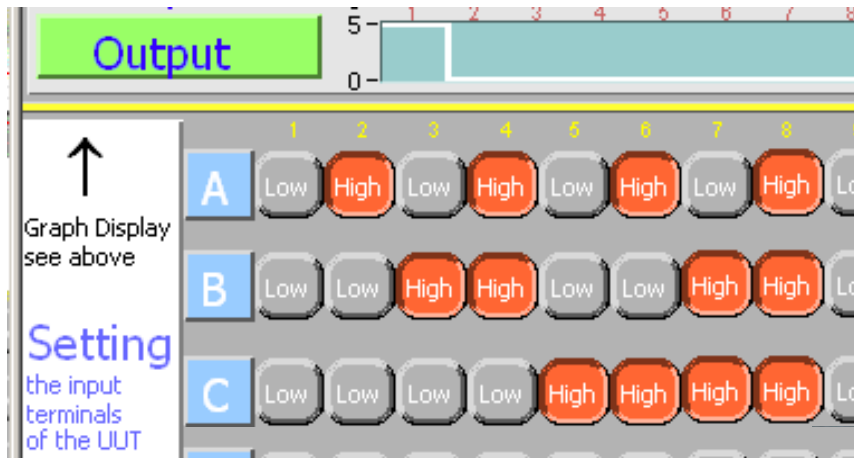 1 2 3 4 5 6 7 8
5
Output
0
1 2 3 4 5 6 7 8
A Low High Low High Low High Low High
Graph Display
see above
B Low Low High High Low Low High High
Setting
the input
terminals
of the UUT
C Low Low Low Low High High High High